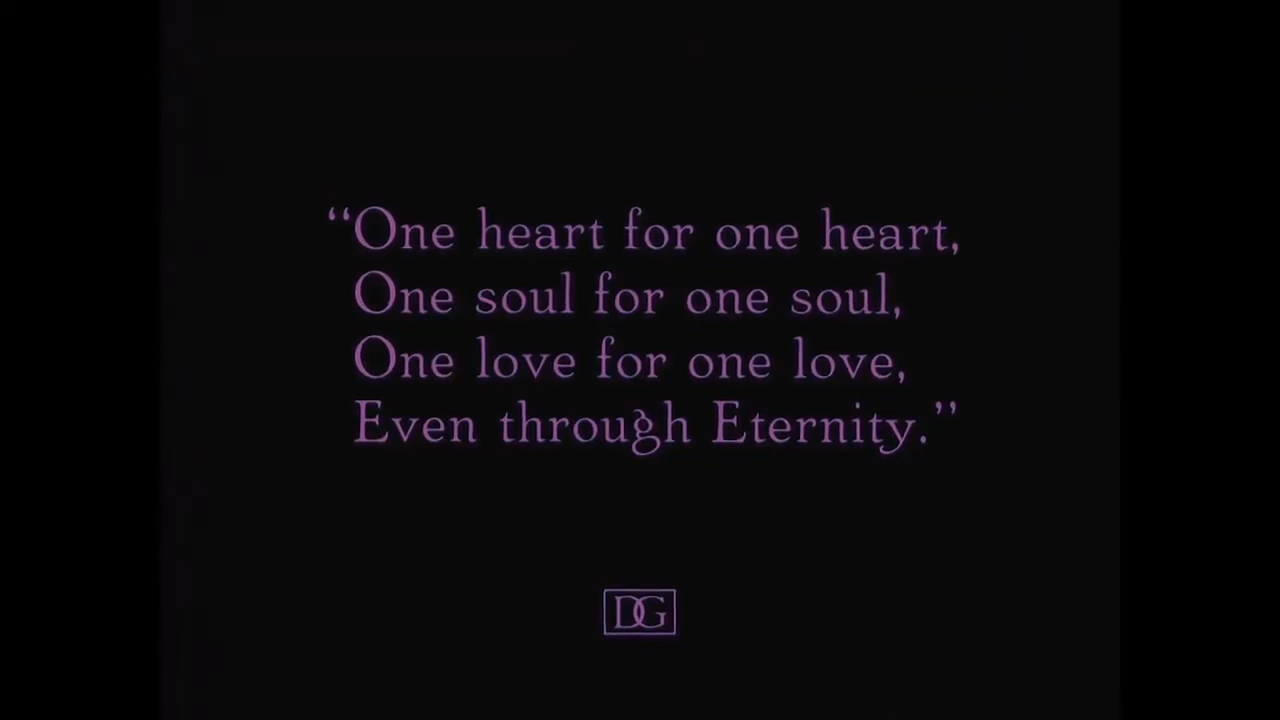 “One heart for one heart,
One soul for one soul,
One love for one love,
Even through Eternity.”
DG